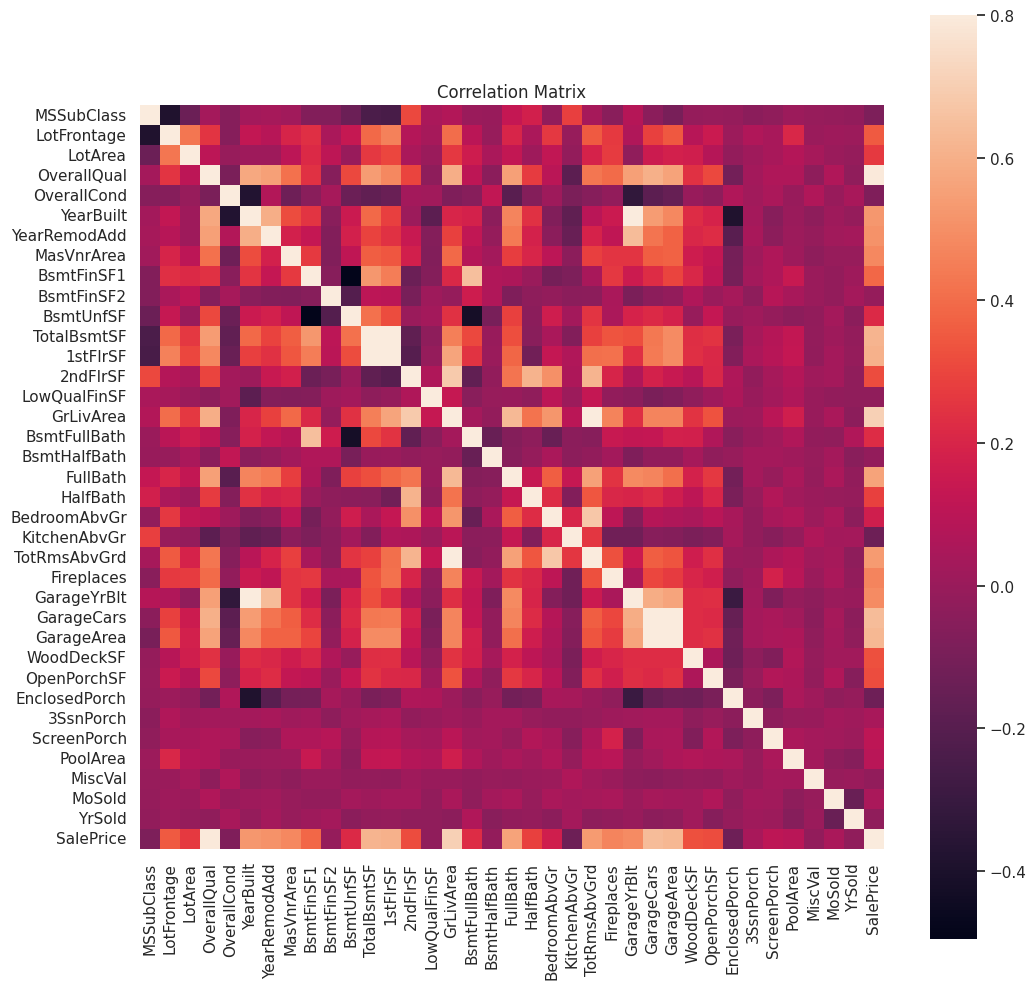 Correlation Matrix
MSSubClass
LotFrontage
LotArea
OverallQual
OverallCond
YearBuilt
YearRemodAdd
MasVnrArea
BsmtFinSF1
BsmtFinSF2
BsmtUnfSF
TotalBsmtSF
1stFlrSF
2ndFlrSF
LowQualFinSF
GrLivArea
BsmtFullBath
BsmtHalfBath
FullBath
HalfBath
BedroomAbvGr
KitchenAbvGr
TotRmsAbvGrd
Fireplaces
GarageYrBlt
GarageCars
GarageArea
WoodDeckSF
OpenPorchSF
EnclosedPorch
3SsnPorch
ScreenPorch
PoolArea
MiscVal
MoSold
YrSold
SalePrice
MSSubClass
LotFrontage
LotArea
OverallQual
OverallCond
YearBuilt
YearRemodAdd
MasVnrArea
BsmtFinSF1
BsmtFinSF2
BsmtUnfSF
TotalBsmtSF
1stFlrSF
2ndFlrSF
LowQualFinSF
GrLivArea
BsmtFullBath
BsmtHalfBath
FullBath
HalfBath
BedroomAbvGr
KitchenAbvGr
TotRmsAbvGrd
Fireplaces
GarageYrBlt
GarageCars
GarageArea
WoodDeckSF
OpenPorchSF
EnclosedPorch
3SsnPorch
ScreenPorch
PoolArea
MiscVal
MoSold
YrSold
SalePrice
0.8
0.6
0.4
0.2
0.0
−0.2
−0.4